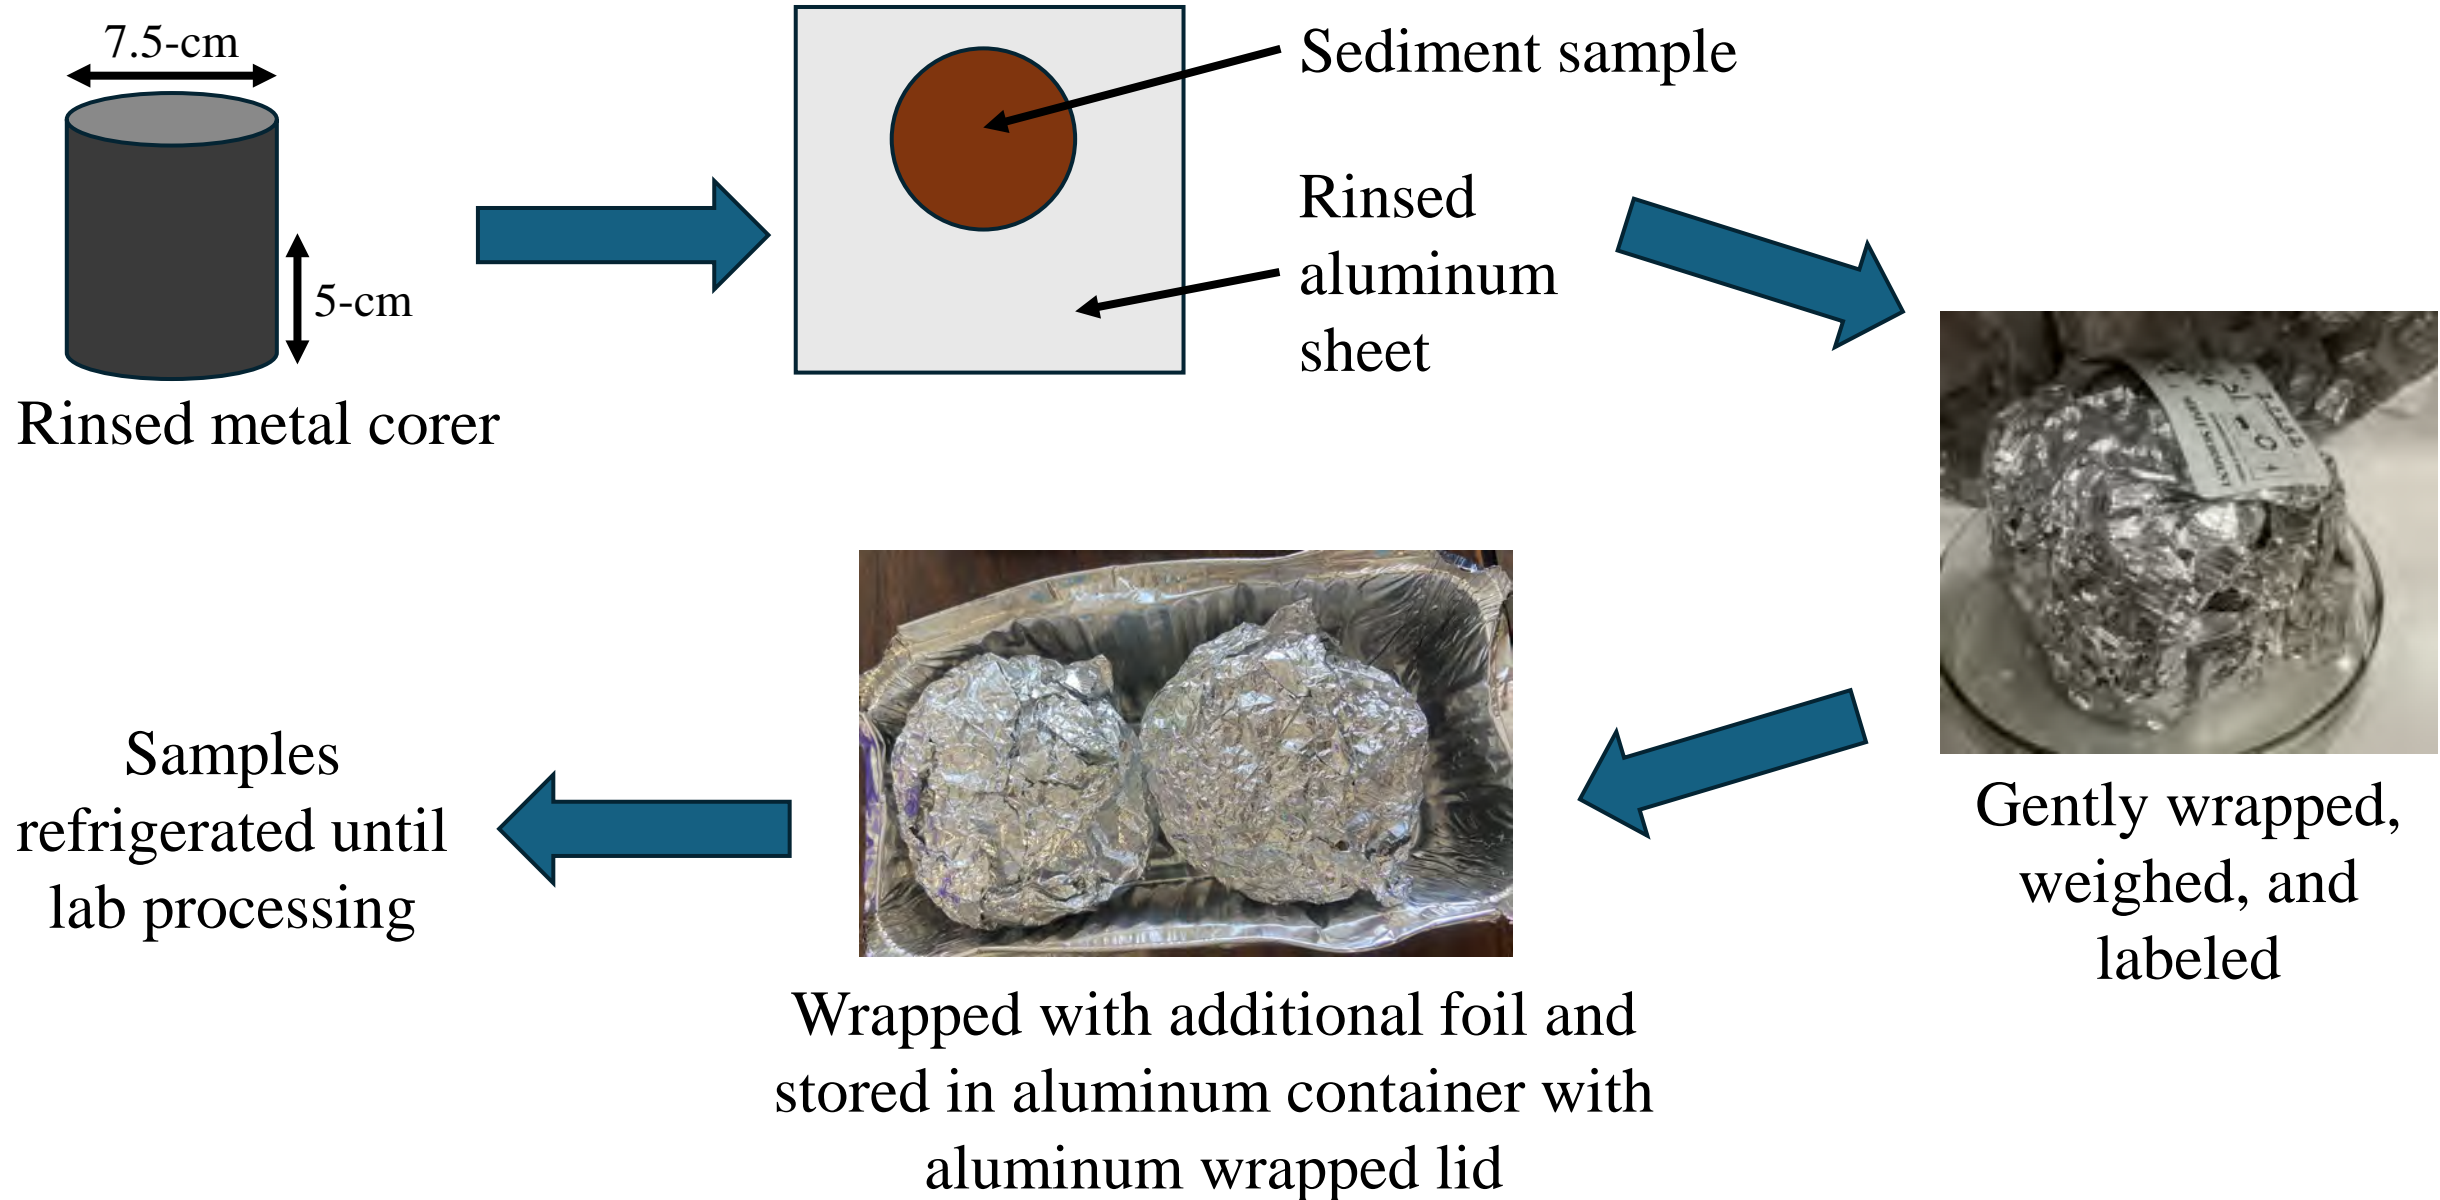 7.5-cm
5-cm
Rinsed metal corer
Sediment sample
Rinsed
aluminum
sheet
Gently wrapped,
weighed, and
labeled
Wrapped with additional foil and
stored in aluminum container with
aluminum wrapped lid
Samples
refrigerated until
lab processing